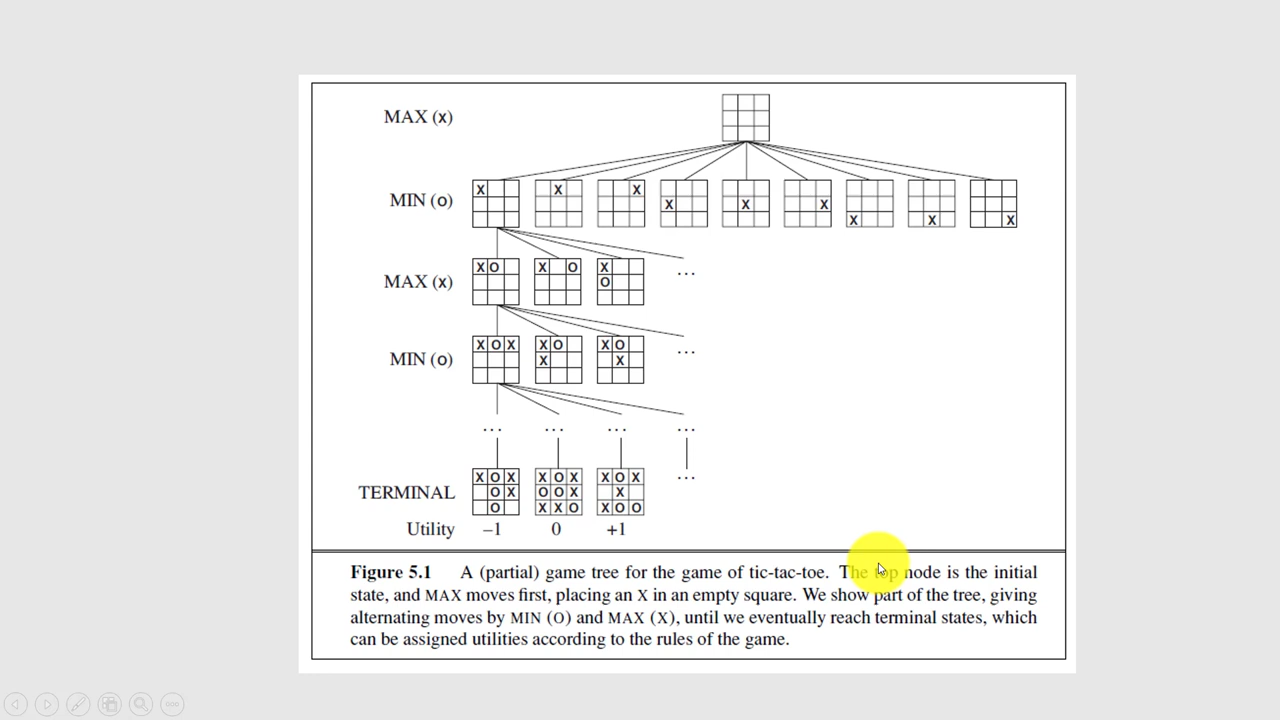 MAX (x)
X X X X X X X X X
MIN (o)
X O X O X
O
...
MAX (x)
X O X X O X O
X X
...
MIN (o)
... ... ... ...
X O X X O X X O X
O X O O X X
O X X O X O O
...
TERMINAL
Utility –1 0 +1
Figure 5.1 A (partial) game tree for the game of tic-tac-toe. The top node is the initial
state, and MAX moves first, placing an X in an empty square. We show part of the tree, giving
alternating moves by MIN (O) and MAX (X), until we eventually reach terminal states, which
can be assigned utilities according to the rules of the game.